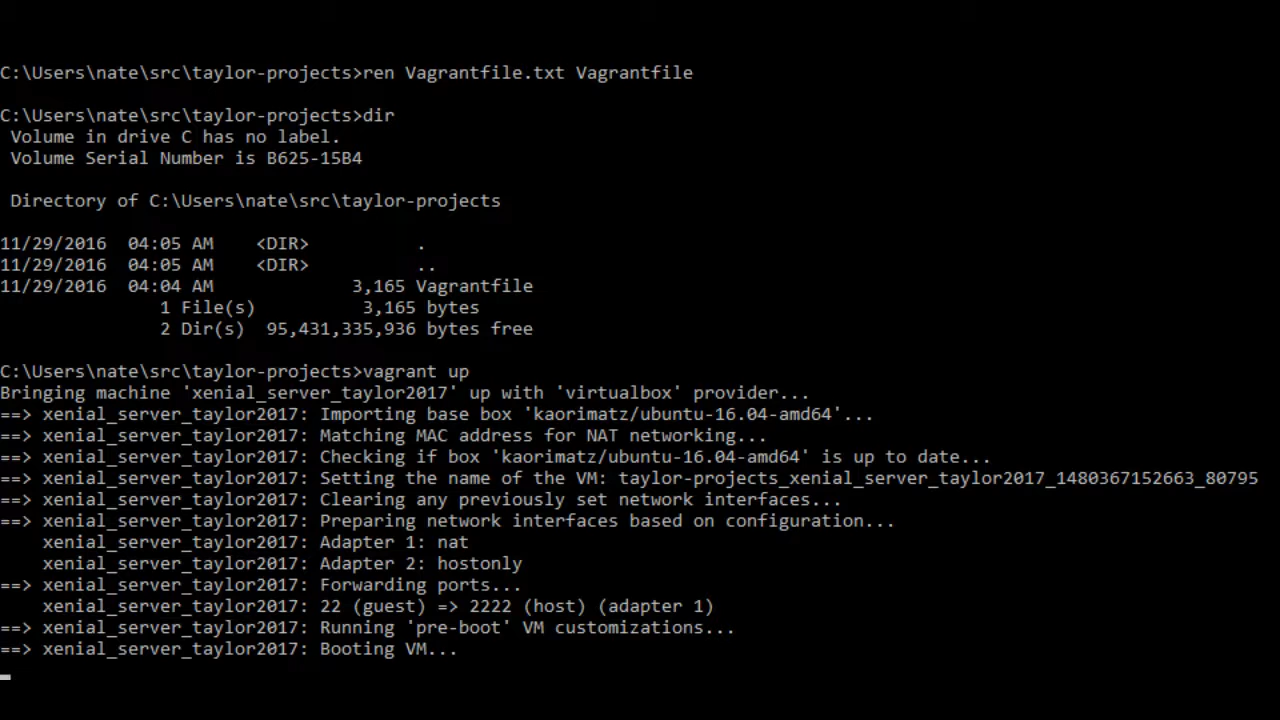 C:\Users\nate\src\taylor-projects>ren Vagrantfile.txt Vagrantfile
C:\Users\nate\src\taylor-projects>dir
Volume in drive C has no label.
Volume Serial Number is B625-15B4
Directory of C:\Users\nate\src\taylor-projects
11/29/2016  04:05 AM    <DIR>          .
11/29/2016  04:05 AM    <DIR>          ..
11/29/2016  04:04 AM             3,165 Vagrantfile
1 File(s)          3,165 bytes
2 Dir(s)  95,431,335,936 bytes free
C:\Users\nate\src\taylor-projects>vagrant up
Bringing machine 'xenial_server_taylor2017' up with 'virtualbox' provider...
==> xenial_server_taylor2017: Importing base box 'kaorimatz/ubuntu-16.04-amd64'...
==> xenial_server_taylor2017: Matching MAC address for NAT networking...
==> xenial_server_taylor2017: Checking if box 'kaorimatz/ubuntu-16.04-amd64' is up to date...
==> xenial_server_taylor2017: Setting the name of the VM: taylor-projects_xenial_server_taylor2017_1480367152663_80795
==> xenial_server_taylor2017: Clearing any previously set network interfaces...
==> xenial_server_taylor2017: Preparing network interfaces based on configuration...
xenial_server_taylor2017: Adapter 1: nat
xenial_server_taylor2017: Adapter 2: hostonly
==> xenial_server_taylor2017: Forwarding ports...
xenial_server_taylor2017: 22 (guest) => 2222 (host) (adapter 1)
==> xenial_server_taylor2017: Running 'pre-boot' VM customizations...
==> xenial_server_taylor2017: Booting VM...